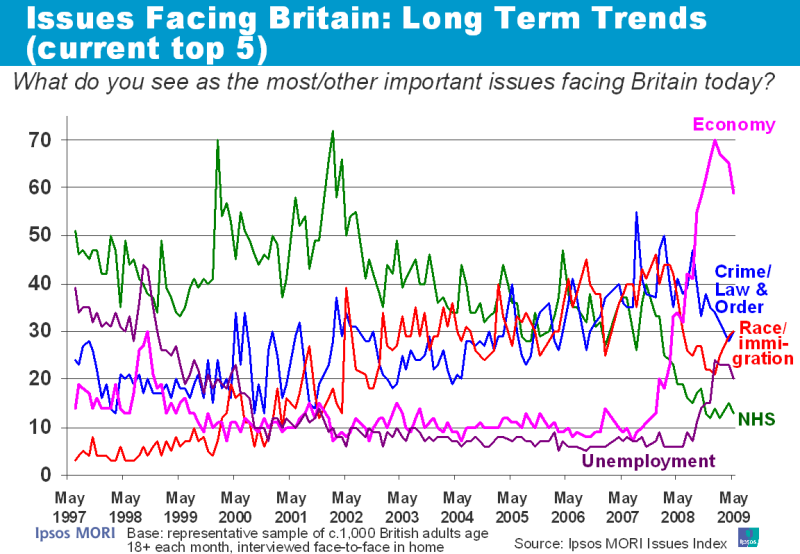 Issues Facing Britain: Long Term Trends
(current top 5)
What do you see as the most/other important issues facing Britain today?
70
60
50
40
30
20
10
0
Economy
Crime/
Law &
Order
Race/
immi-
gration
NHS
Unemployment
May May May May May May May May May May May May May
1997 1998 1999 2000 2001 2002 2003 2004 2005 2006 2007 2008 2009
Ipsos MORI
Base: representative sample of c.1,000 British adults age
18+ each month, interviewed face-to-face in home
Source: Ipsos MORI Issues Index
Ipsos